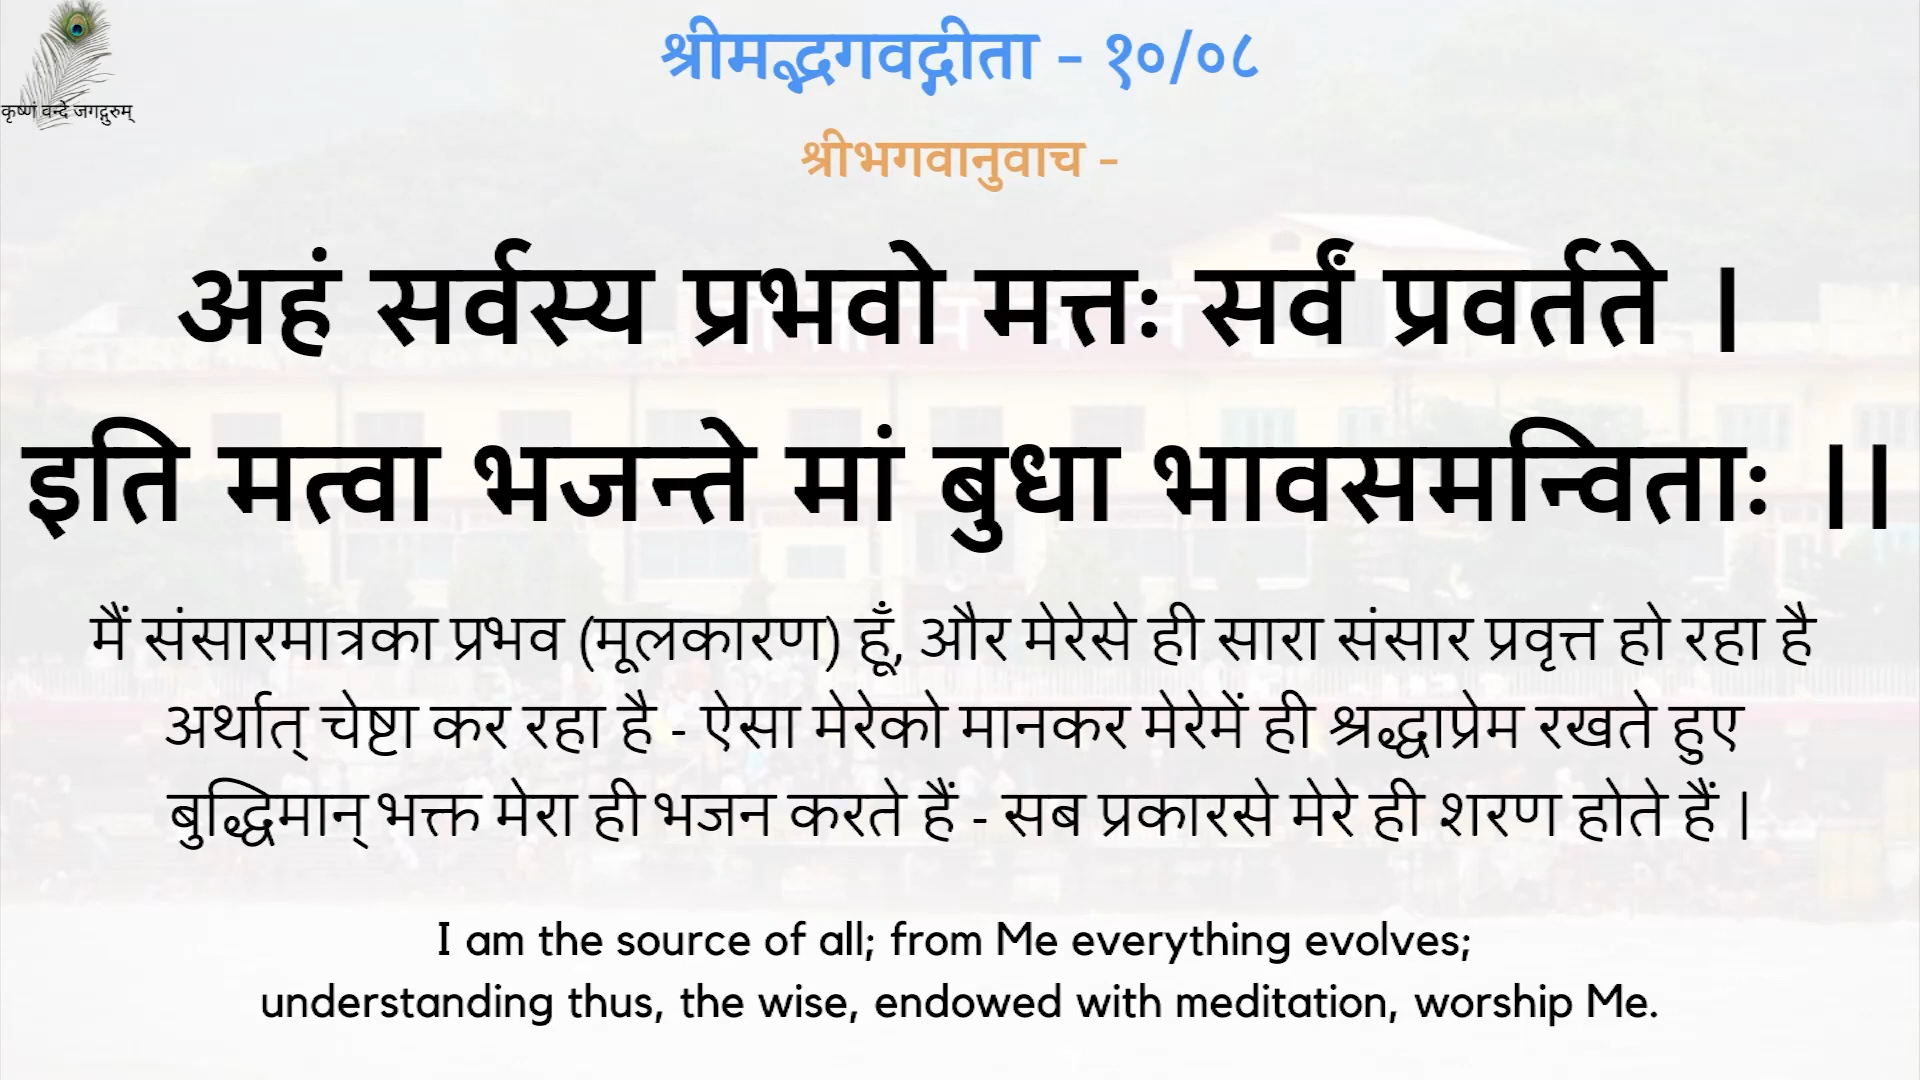 श्रीमद्भगवद्गीता - १०/०८
कृष्णं वन्दे जगद्गुरुम्
श्रीभगवानुवाच -
अहं सर्वस्य प्रभवो मत्तः सर्वं प्रवर्तते ।
इति मत्वा भजन्ते मां बुधा भावसमन्विताः ।।
मैं संसारमात्रका प्रभव (मूलकारण) हूँ, और मेरेसे ही सारा संसार प्रवृत्त हो रहा है
अर्थात् चेष्टा कर रहा है - ऐसा मेरेको मानकर मेरेमें ही श्रद्धाप्रेम रखते हुए
बुद्धिमान् भक्त मेरा ही भजन करते हैं - सब प्रकारसे मेरे ही शरण होते हैं ।
I am the source of all; from Me everything evolves;
understanding thus, the wise, endowed with meditation, worship Me.